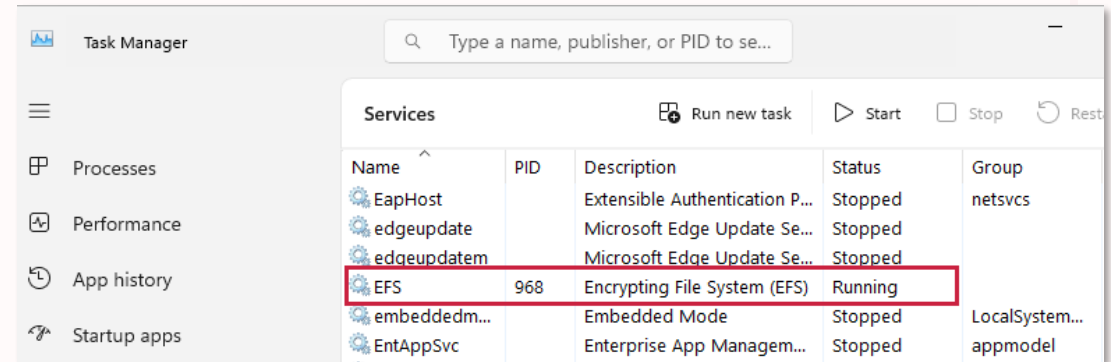 Task Manager
Type a name, publisher, or PID to se...
Services Run new task Start Stop Rest
Processes
Performance
App history
Startup apps
Name PID Description Status Group
EapHost Extensible Authentication P... Stopped netsvcs
edgeupdate Microsoft Edge Update Se... Stopped
edgeupdatem Microsoft Edge Update Se... Stopped
EFS 968 Encrypting File System (EFS) Running
embeddedm... Embedded Mode Stopped LocalSystem...
EntAppSvc Enterprise App Managem... Stopped appmodel